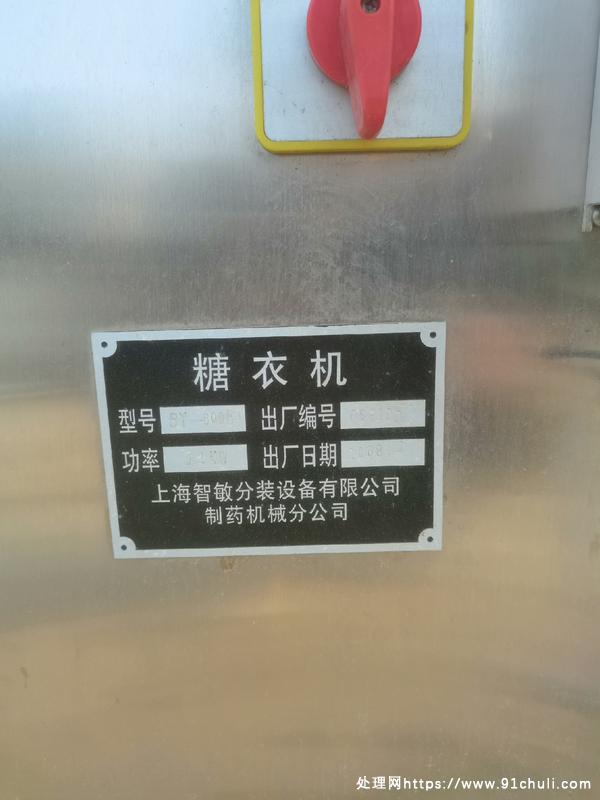 糖衣机
型号 BY-800B 出厂编号
功率 出厂日期
上海智敏分装设备有限公司
制药机械分公司
处理网https://www.91chuli.com